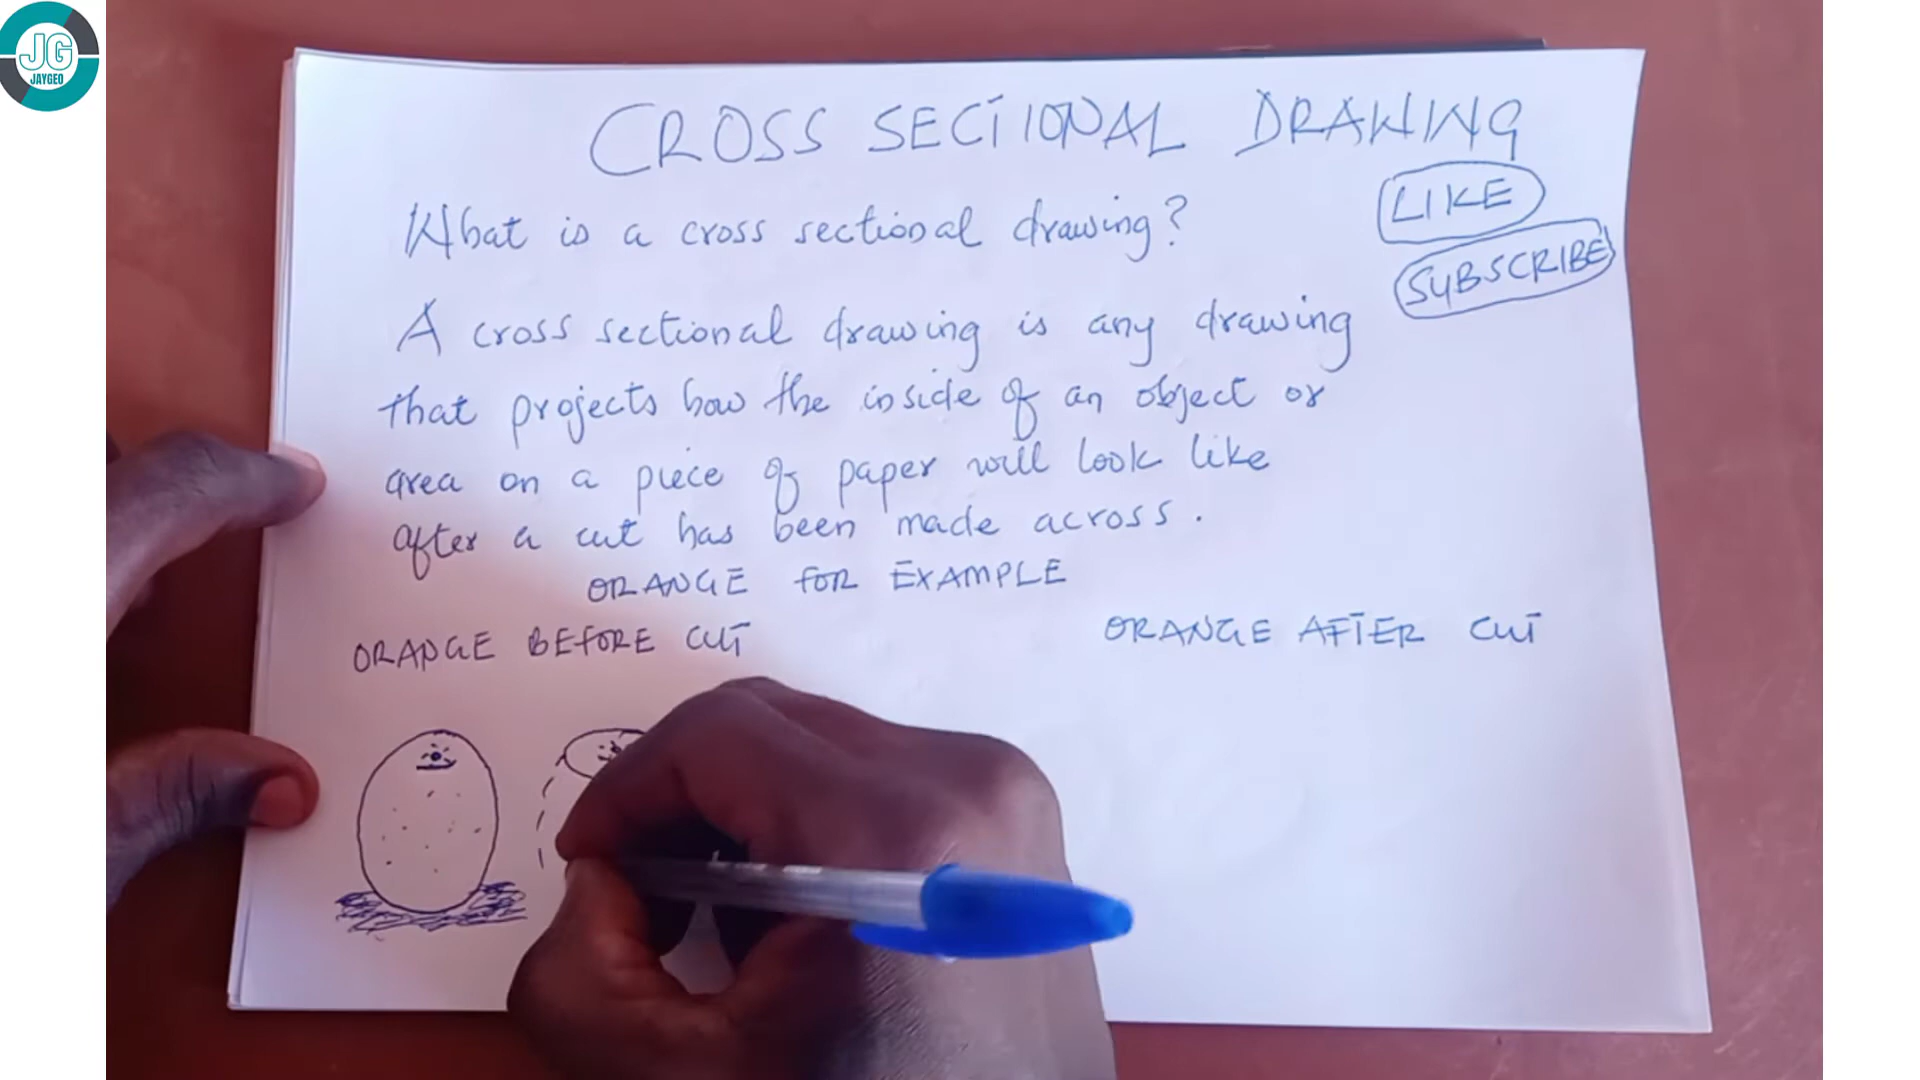 JG
JAYGEO
CROSS SECTIONAL DRAWING
LIKE
SUBSCRIBE
What is a cross sectional drawing?
A cross sectional drawing is any drawing
that projects how the inside of an object or
area on a piece of paper will look like
after a cut has been made across.
ORANGE FOR EXAMPLE
ORANGE BEFORE CUT
ORANGE AFTER CUT